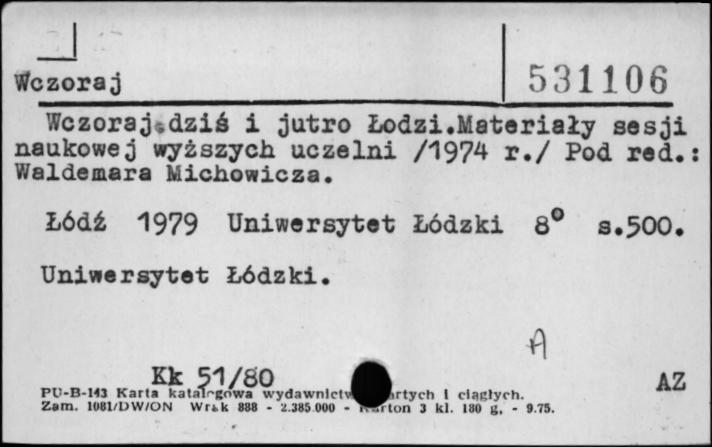 Wczoraj
531106
Wczoraj,dziś i jutro Łodzi.Materiały sesji
naukowej wyższych uczelni /1974 r./ Pod red.:
Waldemara Michowicza.
Łódź 1979 Uniwersytet Łódzki 8° s.500.
Uniwersytet Łódzki.
A
Kk 51/80
AZ
PU-B-143 Karta katalogowa wydawnictw i ciągłych.
Zam. 1081/DW/ON Wrsk 888 - 2.385.000 - Karton 3 kl. 180 g, - 9.75.